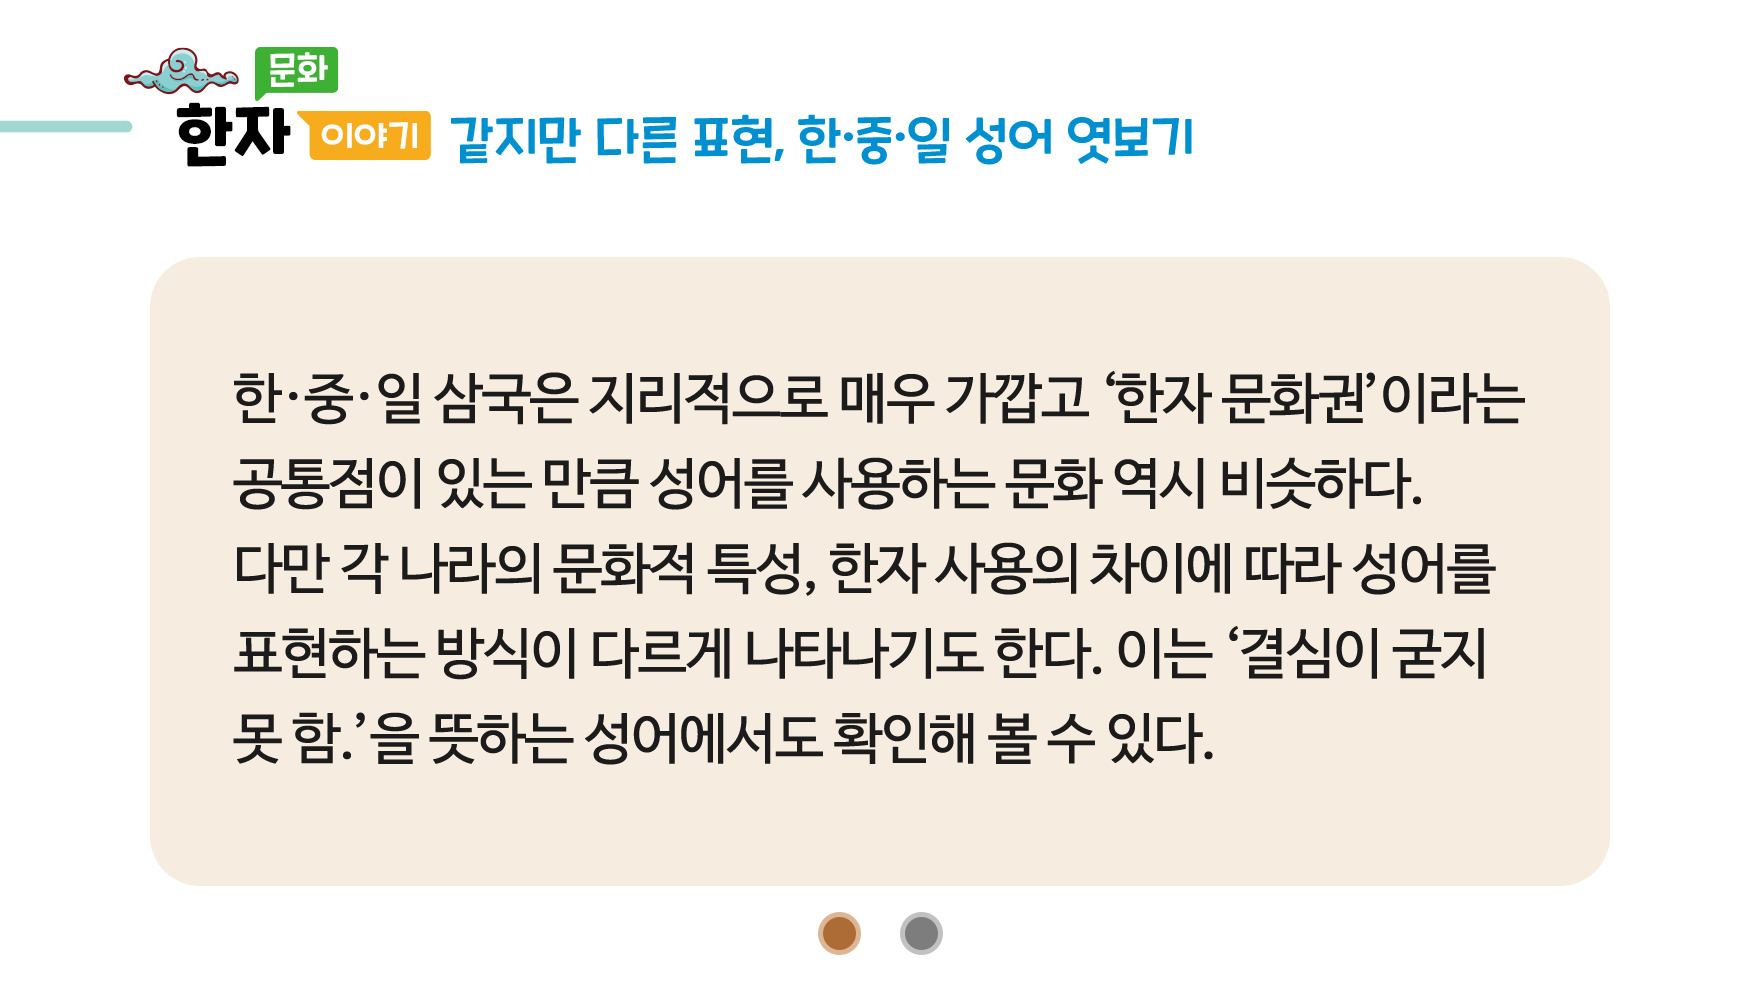 문화
한자 이야기 같지만 다른 표현, 한·중·일 성어 엿보기
한·중·일 삼국은 지리적으로 매우 가깝고 ‘한자 문화권’이라는
공통점이 있는 만큼 성어를 사용하는 문화 역시 비슷하다.
다만 각 나라의 문화적 특성, 한자 사용의 차이에 따라 성어를
표현하는 방식이 다르게 나타나기도 한다. 이는 ‘결심이 굳지
못 함.’을 뜻하는 성어에서도 확인해 볼 수 있다.